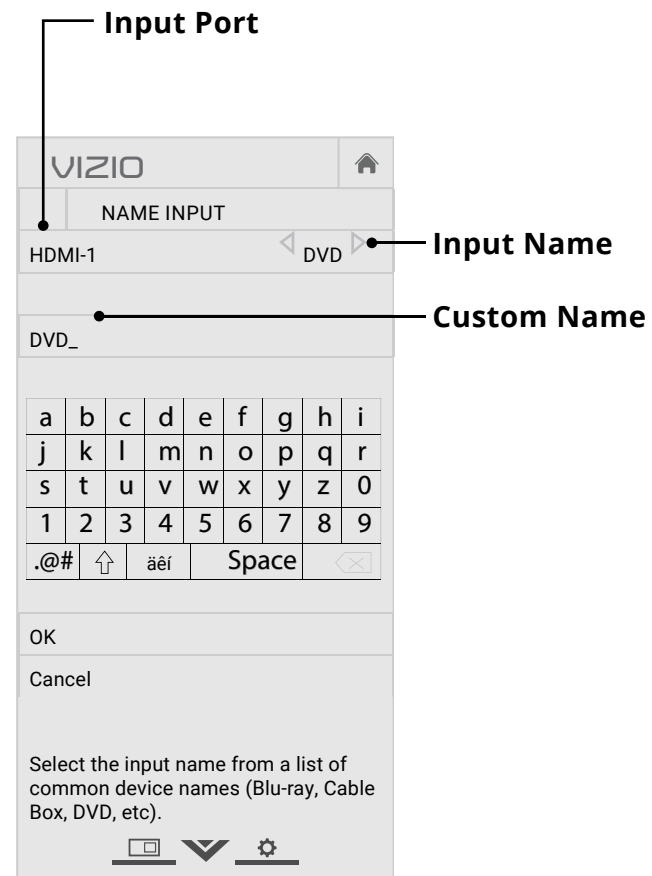 Input Port
VIZIO
NAME INPUT
HDMI-1 DVD
Input Name
Custom Name
DVD_
a b c d e f g h i
j k l m n o p q r
s t u v w x y z 0
1 2 3 4 5 6 7 8 9
.@# äêí Space
OK
Cancel
Select the input name from a list of
common device names (Blu-ray, Cable
Box, DVD, etc).